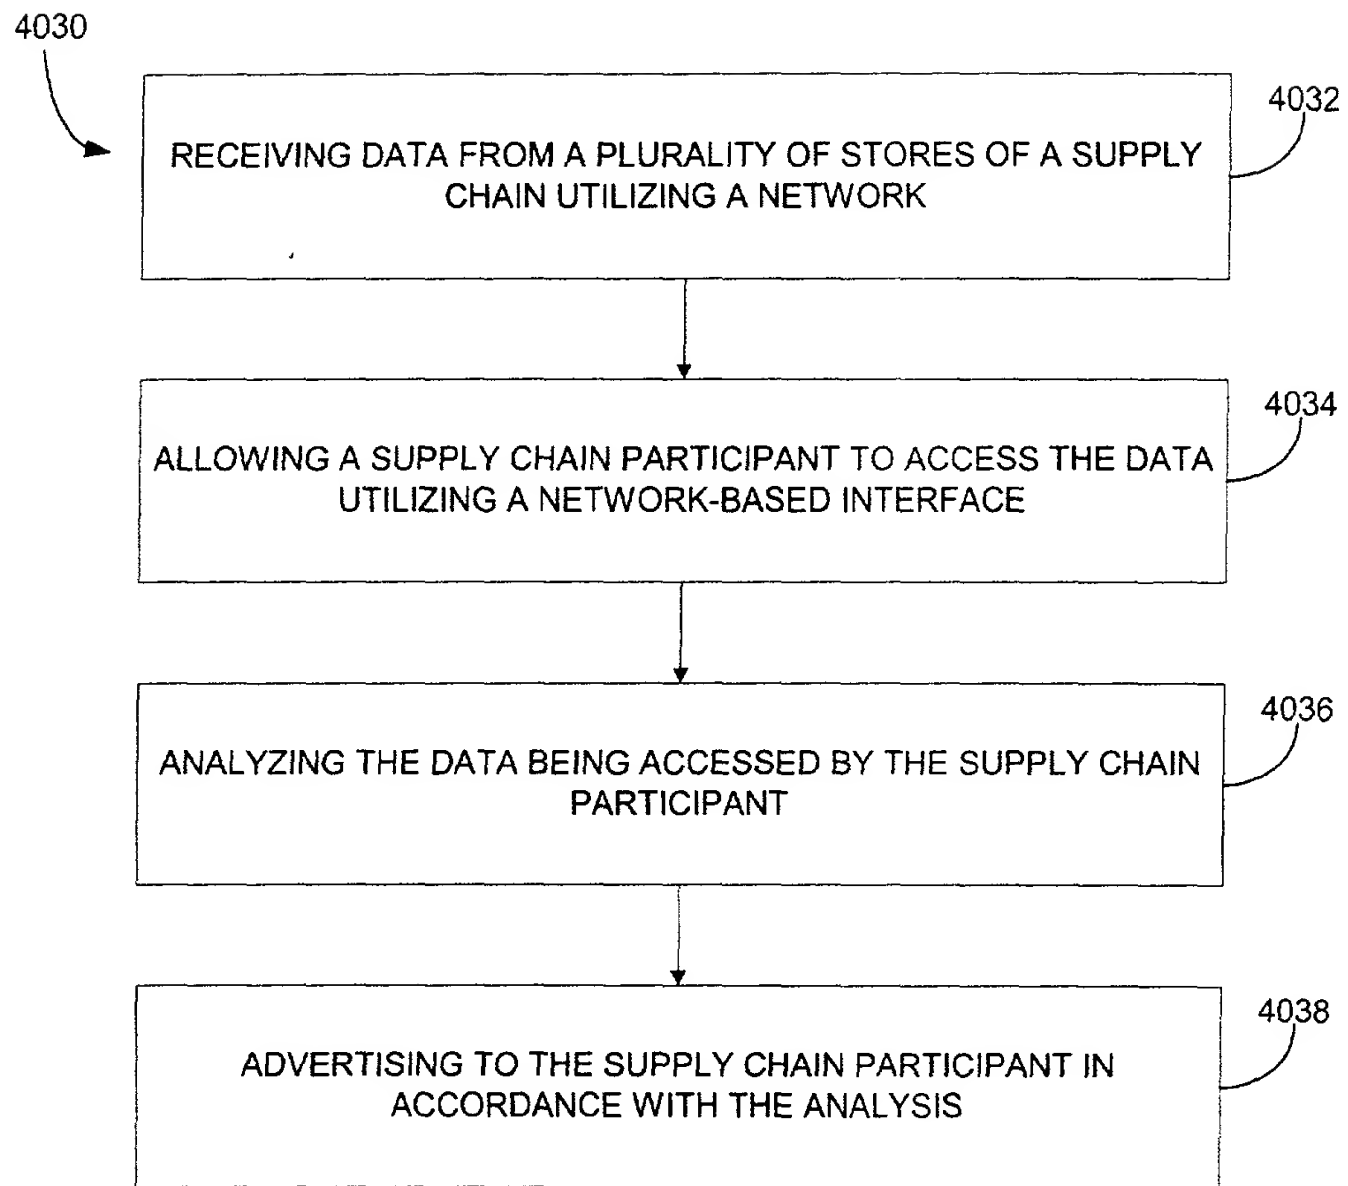 4030
4032
RECEIVING DATA FROM A PLURALITY OF STORES OF A SUPPLY
CHAIN UTILIZING A NETWORK
4034
ALLOWING A SUPPLY CHAIN PARTICIPANT TO ACCESS THE DATA
UTILIZING A NETWORK-BASED INTERFACE
4036
ANALYZING THE DATA BEING ACCESSED BY THE SUPPLY CHAIN
PARTICIPANT
4038
ADVERTISING TO THE SUPPLY CHAIN PARTICIPANT IN
ACCORDANCE WITH THE ANALYSIS